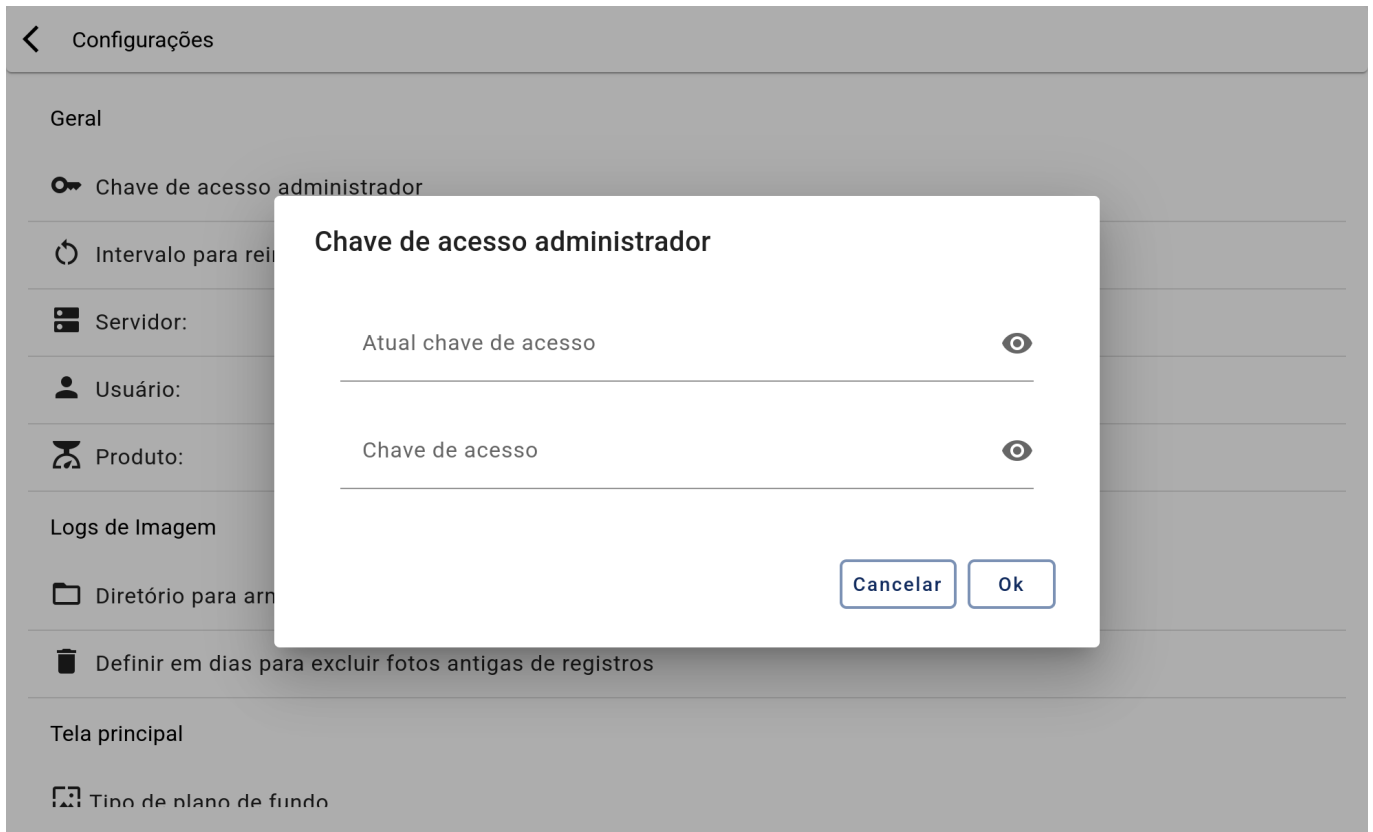 Configurações
Geral
Chave de acesso administrador
Intervalo para rei
Servidor:
Usuário:
Produto:
Logs de Imagem
Diretório para
Definir em dias para excluir fotos antigas de registros
Tela principal
Tipo de plano de fundo
Chave de acesso administrador
Atual chave de acesso
Chave de acesso
Cancelar
Ok